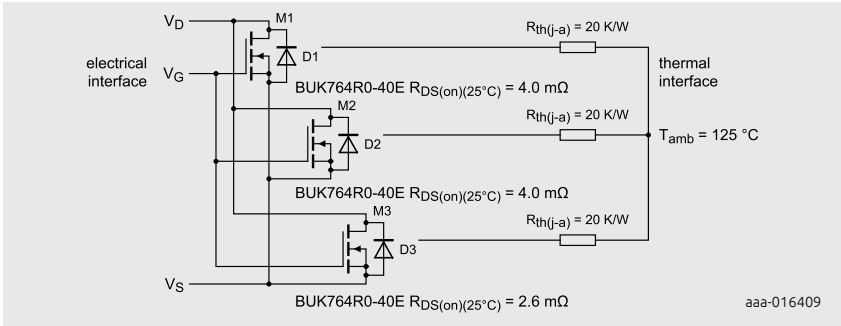 V_D
M1
R_th(j-a) = 20 K/W
electrical
interface
V_G
D1
thermal
interface
BUK764R0-40E R_DS(on)(25°C) = 4.0 mΩ
M2
R_th(j-a) = 20 K/W
D2
T_amb = 125 °C
BUK764R0-40E R_DS(on)(25°C) = 4.0 mΩ
M3
R_th(j-a) = 20 K/W
D3
V_S
BUK764R0-40E R_DS(on)(25°C) = 2.6 mΩ
aaa-016409